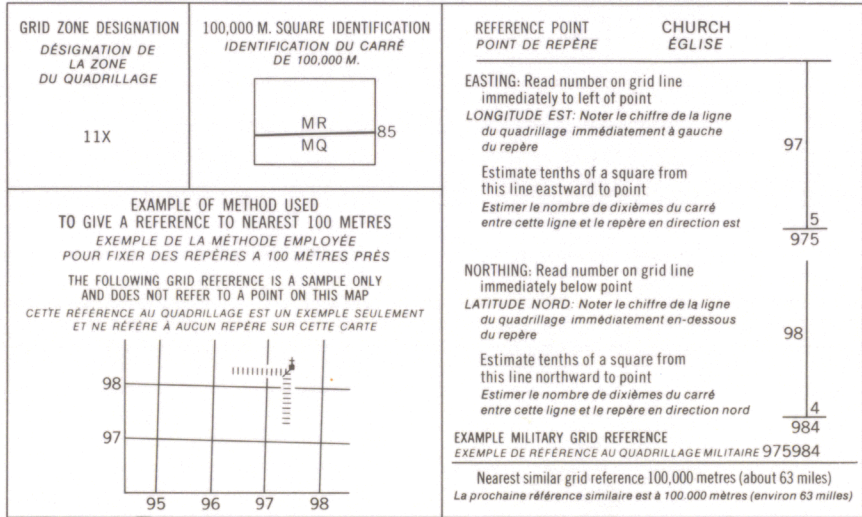 GRID ZONE DESIGNATION
DÉSIGNATION DE
LA ZONE
DU QUADRILLAGE
11X
100,000 M. SQUARE IDENTIFICATION
IDENTIFICATION DU CARRÉ
DE 100,000 M.
MR
85
MQ
EXAMPLE OF METHOD USED
TO GIVE A REFERENCE TO NEAREST 100 METRES
EXEMPLE DE LA MÉTHODE EMPLOYÉE
POUR FIXER DES REPÈRES A 100 MÈTRES PRÈS
THE FOLLOWING GRID REFERENCE IS A SAMPLE ONLY
AND DOES NOT REFER TO A POINT ON THIS MAP
CETTE RÉFÉRENCE AU QUADRILLAGE EST UN EXEMPLE SEULEMENT
ET NE RÉFÈRE À AUCUN REPÈRE SUR CETTE CARTE
98
97
95 96 97 98
REFERENCE POINT CHURCH
POINT DE REPÈRE ÉGLISE
EASTING: Read number on grid line
immediately to left of point
LONGITUDE EST: Noter le chiffre de la ligne
du quadrillage immédiatement à gauche
du repère 97
Estimate tenths of a square from
this line eastward to point
Estimer le nombre de dixièmes du carré
entre cette ligne et le repère en direction est 5
975
NORTHING: Read number on grid line
immediately below point
LATITUDE NORD: Noter le chiffre de la ligne
du quadrillage immédiatement en-dessous
du repère 98
Estimate tenths of a square from
this line northward to point
Estimer le nombre de dixièmes du carré
entre cette ligne et le repère en direction nord 4
984
EXAMPLE MILITARY GRID REFERENCE
EXEMPLE DE RÉFÉRENCE AU QUADRILLAGE MILITAIRE 975984
Nearest similar grid reference 100,000 metres (about 63 miles)
La prochaine référence similaire est à 100.000 mètres (environ 63 milles)